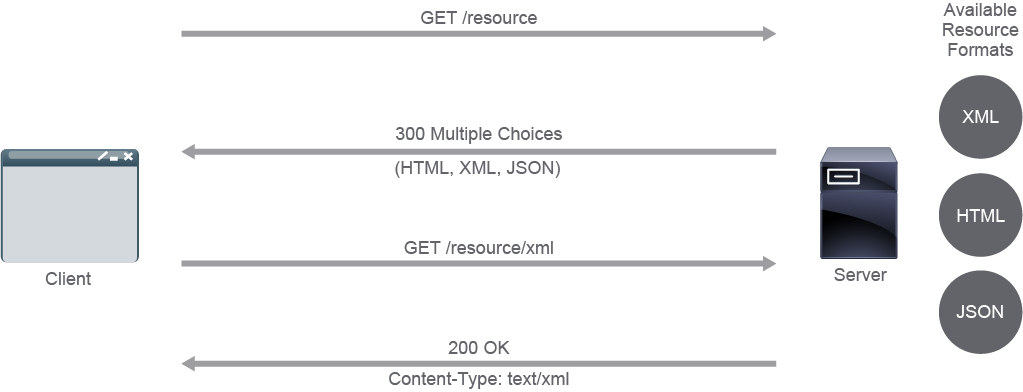 GET /resource
Available
Resource
Formats
XML
300 Multiple Choices
(HTML, XML, JSON)
HTML
GET /resource/xml
Client
Server
JSON
200 OK
Content-Type: text/xml